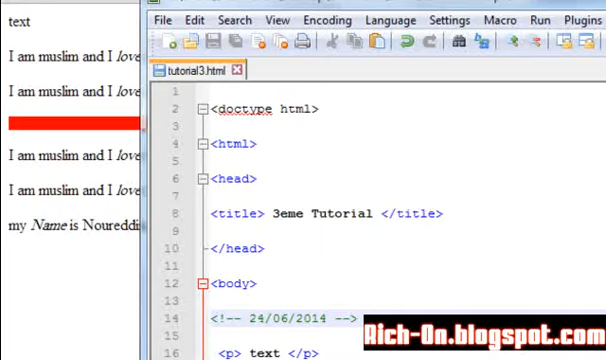 File Edit Search View Encoding Language Settings Macro Run Plugins
tutorial3.html
text
I am muslim and I love
I am muslim and I love
I am muslim and I love
I am muslim and I love
my Name is Noureddi
1
2 <doctype html>
3
4 <html>
5
6 <head>
7
8 <title> 3eme Tutorial </title>
9
10 </head>
11
12 <body>
13
14 <!-- 24/06/2014 -->
15
16 <p> text </p>
Rich-On.blogspot.com